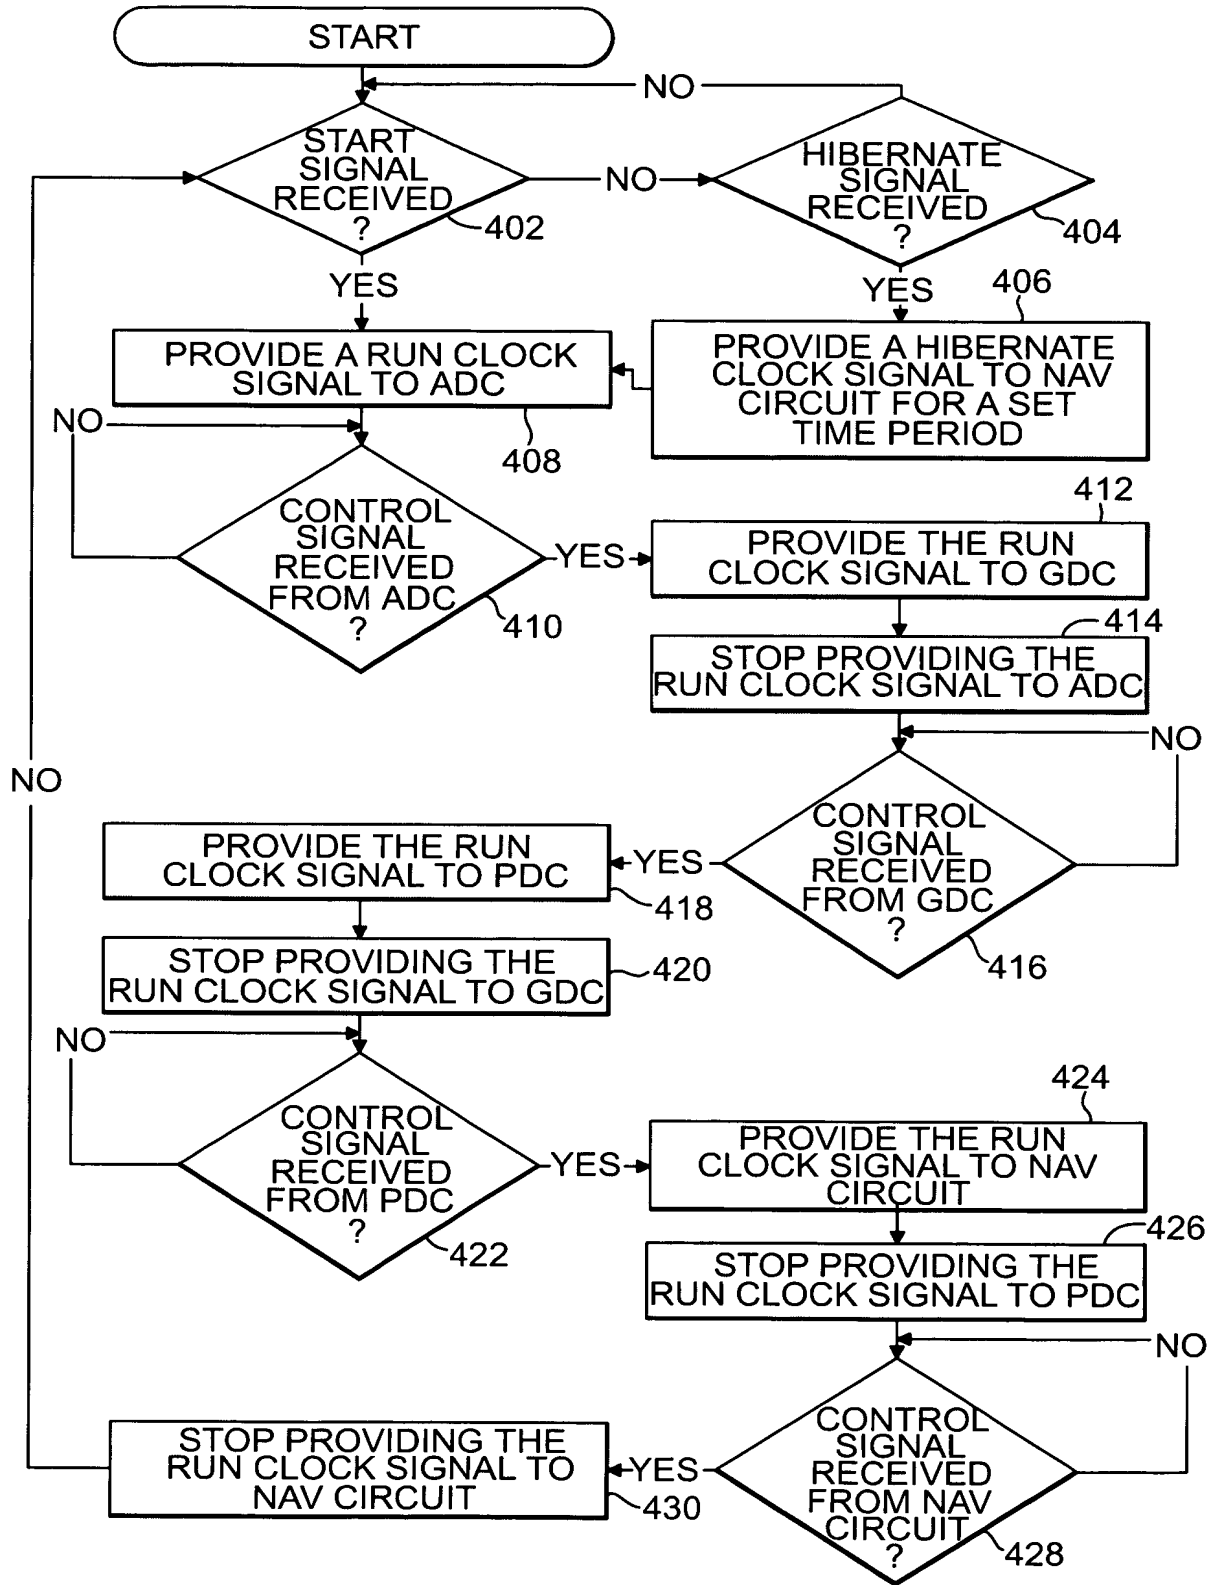 START
NO
START
SIGNAL
RECEIVED
?
402
NO
HIBERNATE
SIGNAL
RECEIVED
?
404
YES
YES
406
PROVIDE A RUN CLOCK
SIGNAL TO ADC
408
PROVIDE A HIBERNATE
CLOCK SIGNAL TO NAV
CIRCUIT FOR A SET
TIME PERIOD
NO
CONTROL
SIGNAL
RECEIVED
FROM ADC
?
410
YES
412
PROVIDE THE RUN
CLOCK SIGNAL TO GDC
414
STOP PROVIDING THE
RUN CLOCK SIGNAL TO ADC
NO
CONTROL
SIGNAL
RECEIVED
FROM GDC
?
416
YES
NO
PROVIDE THE RUN
CLOCK SIGNAL TO PDC
418
STOP PROVIDING THE
RUN CLOCK SIGNAL TO GDC
420
NO
CONTROL
SIGNAL
RECEIVED
FROM PDC
?
422
YES
424
PROVIDE THE RUN
CLOCK SIGNAL TO NAV
CIRCUIT
426
STOP PROVIDING THE
RUN CLOCK SIGNAL TO PDC
NO
CONTROL
SIGNAL
RECEIVED
FROM NAV
CIRCUIT
?
428
YES
STOP PROVIDING THE
RUN CLOCK SIGNAL TO
NAV CIRCUIT
430